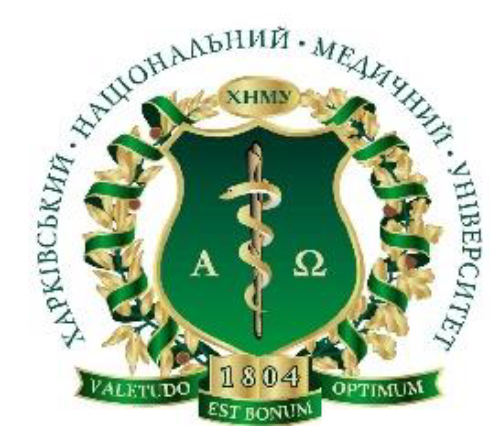 ХАРКІВСЬКИЙ · НАЦІОНАЛЬНИЙ · МЕДИЧНИЙ · УНІВЕРСИТЕТ
ХНМУ
Α Ω
1804
VALETUDO EST BONUM OPTIMUM